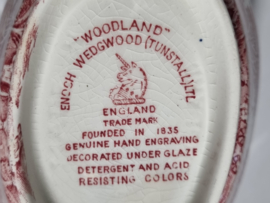 "WOODLAND"
ENOCH WEDGWOOD (TUNSTALL) LTD
ENGLAND
TRADE MARK
FOUNDED IN 1835
GENUINE HAND ENGRAVING
DECORATED UNDER GLAZE
DETERGENT AND ACID
RESISTING COLORS